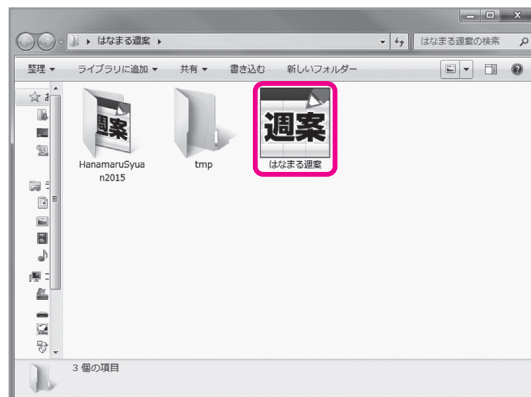 はなまる週案
はなまる週案の検索
整理 ライブラリに追加 共有 書き込む 新しいフォルダー
週案
週案
HanamaruSyua
n2015
tmp
はなまる週案
3 個の項目